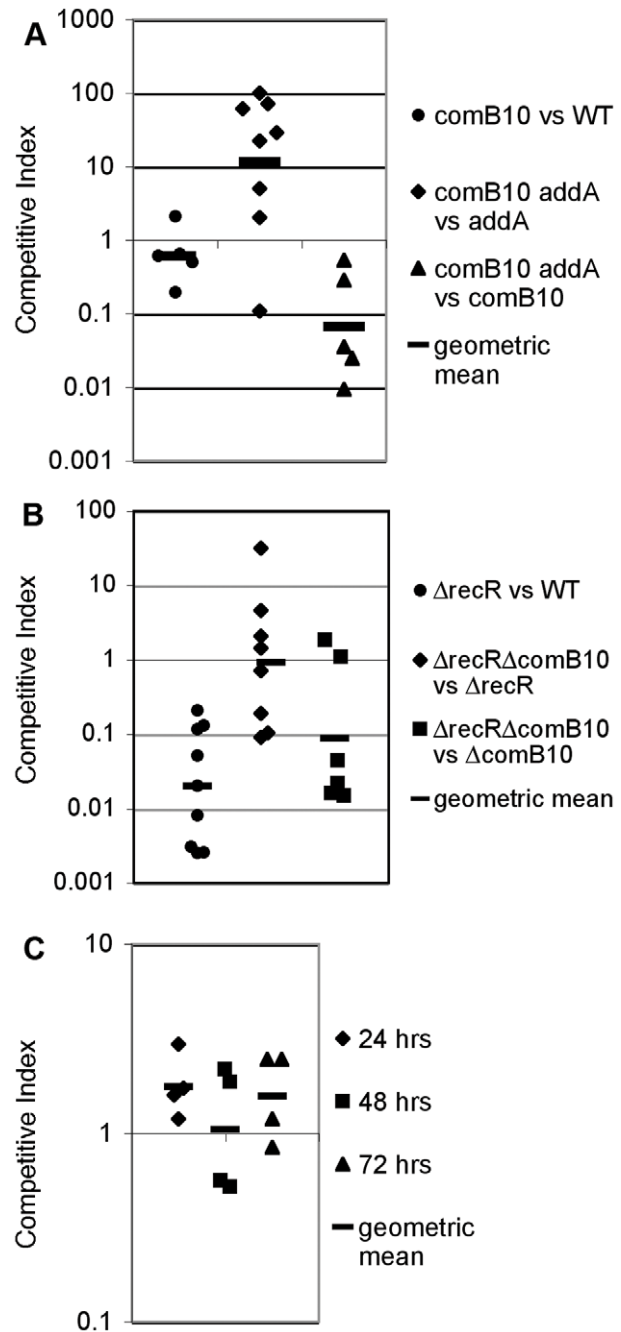 A
Competitive Index
1000
100
10
1
0.1
0.01
0.001
comB10 vs WT
comB10 addA
vs addA
comB10 addA
vs comB10
geometric
mean
B
Competitive Index
100
10
1
0.1
0.01
0.001
ΔrecR vs WT
ΔrecRΔcomB10
vs ΔrecR
ΔrecRΔcomB10
vs ΔcomB10
geometric mean
C
Competitive Index
10
1
0.1
24 hrs
48 hrs
72 hrs
geometric
mean